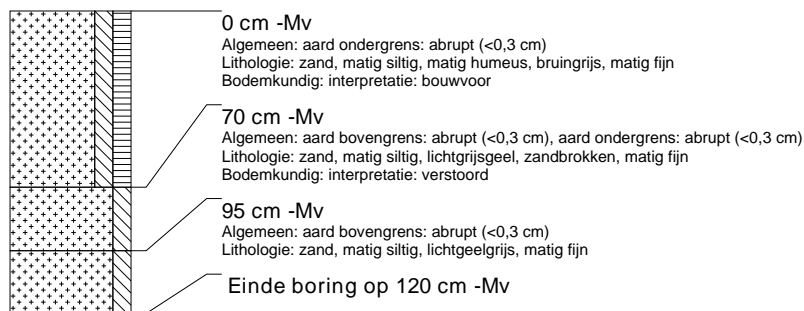 0 cm -Mv
Algemeen: aard ondergrens: abrupt (<0,3 cm)
Lithologie: zand, matig siltig, matig humeus, bruingrijs, matig fijn
Bodemkundig: interpretatie: bouwvoor
70 cm -Mv
Algemeen: aard bovengrens: abrupt (<0,3 cm), aard ondergrens: abrupt (<0,3 cm)
Lithologie: zand, matig siltig, lichtgrijsgeel, zandbrokken, matig fijn
Bodemkundig: interpretatie: verstoord
95 cm -Mv
Algemeen: aard bovengrens: abrupt (<0,3 cm)
Lithologie: zand, matig siltig, lichtgeelgrijs, matig fijn
Einde boring op 120 cm -Mv